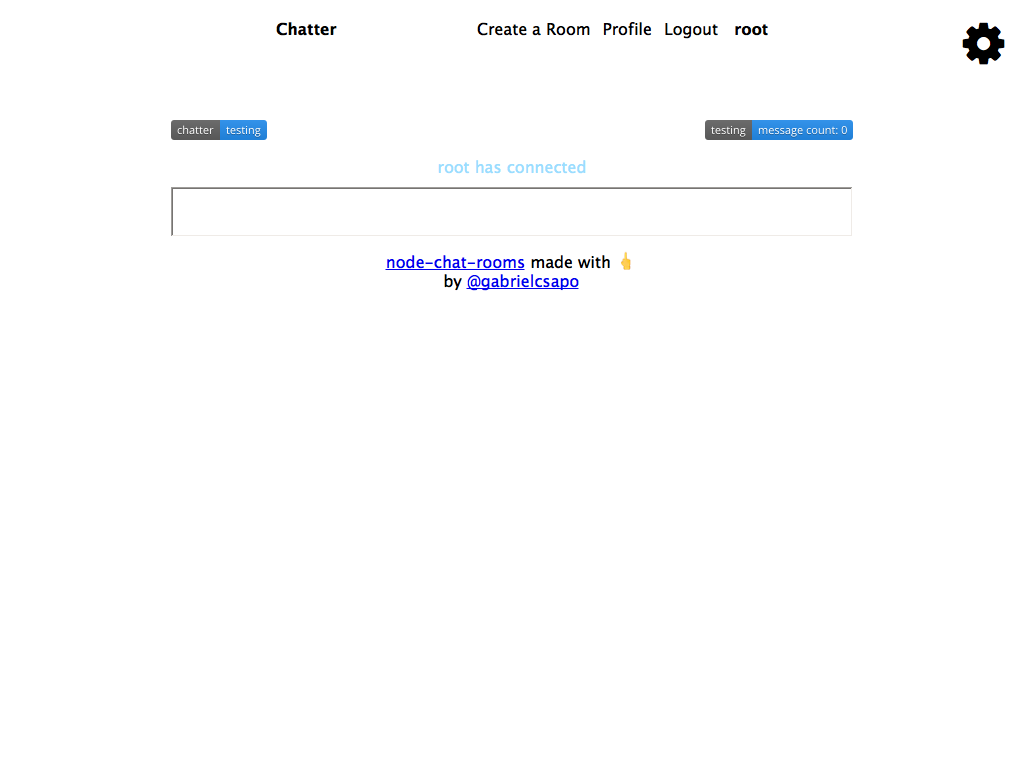 Chatter Create a Room Profile Logout root
chatter testing testing message count: 0
root has connected
node-chat-rooms made with 👆
by @gabrielcsapo